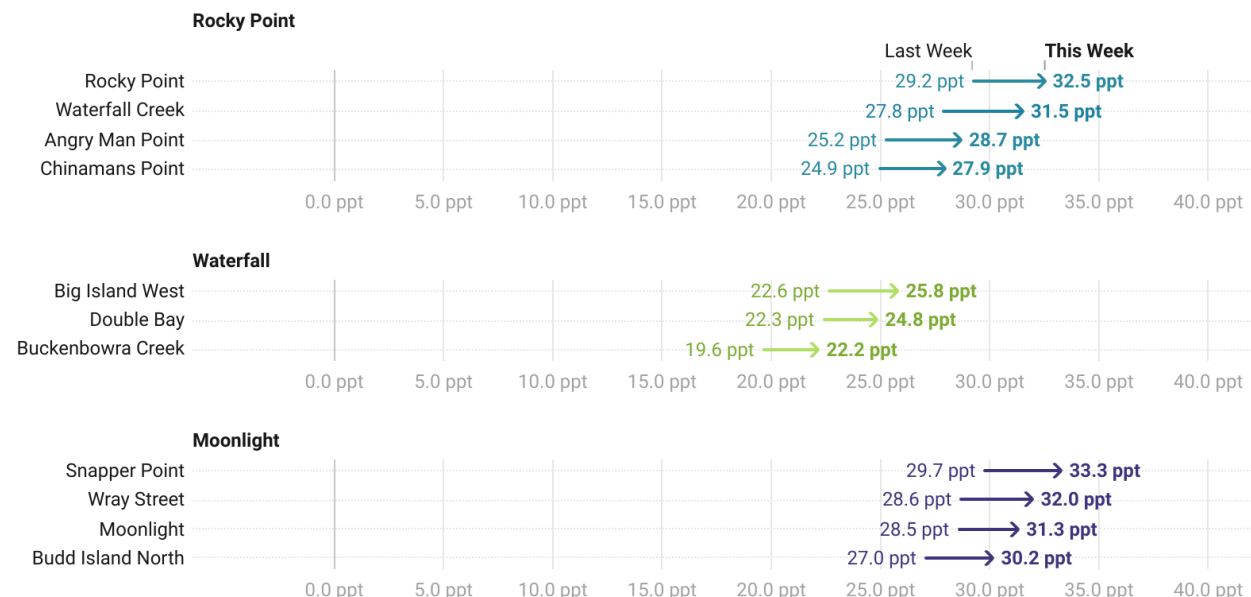 Rocky Point
Last Week This Week
Rocky Point 29.2 ppt 32.5 ppt
Waterfall Creek 27.8 ppt 31.5 ppt
Angry Man Point 25.2 ppt 28.7 ppt
Chinamans Point 24.9 ppt 27.9 ppt
0.0 ppt 5.0 ppt 10.0 ppt 15.0 ppt 20.0 ppt 25.0 ppt 30.0 ppt 35.0 ppt 40.0 ppt
Waterfall
Big Island West 22.6 ppt 25.8 ppt
Double Bay 22.3 ppt 24.8 ppt
Buckenbowra Creek 19.6 ppt 22.2 ppt
0.0 ppt 5.0 ppt 10.0 ppt 15.0 ppt 20.0 ppt 25.0 ppt 30.0 ppt 35.0 ppt 40.0 ppt
Moonlight
Snapper Point 29.7 ppt 33.3 ppt
Wray Street 28.6 ppt 32.0 ppt
Moonlight 28.5 ppt 31.3 ppt
Budd Island North 27.0 ppt 30.2 ppt
0.0 ppt 5.0 ppt 10.0 ppt 15.0 ppt 20.0 ppt 25.0 ppt 30.0 ppt 35.0 ppt 40.0 ppt